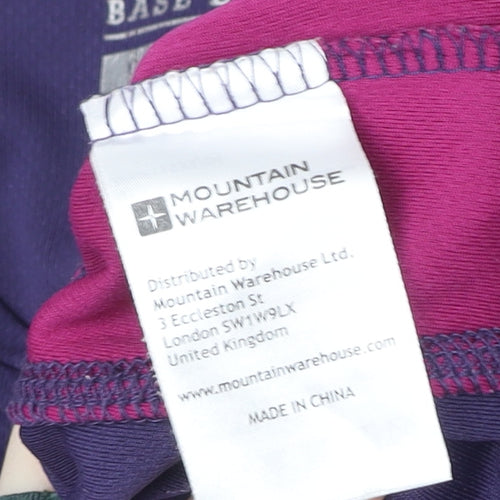 BASE
MOUNTAIN
WAREHOUSE
Distributed by
Mountain Warehouse Ltd.
3 Eccleston St
London SW1W9LX
United Kingdom
www.mountainwarehouse.com
MADE IN CHINA